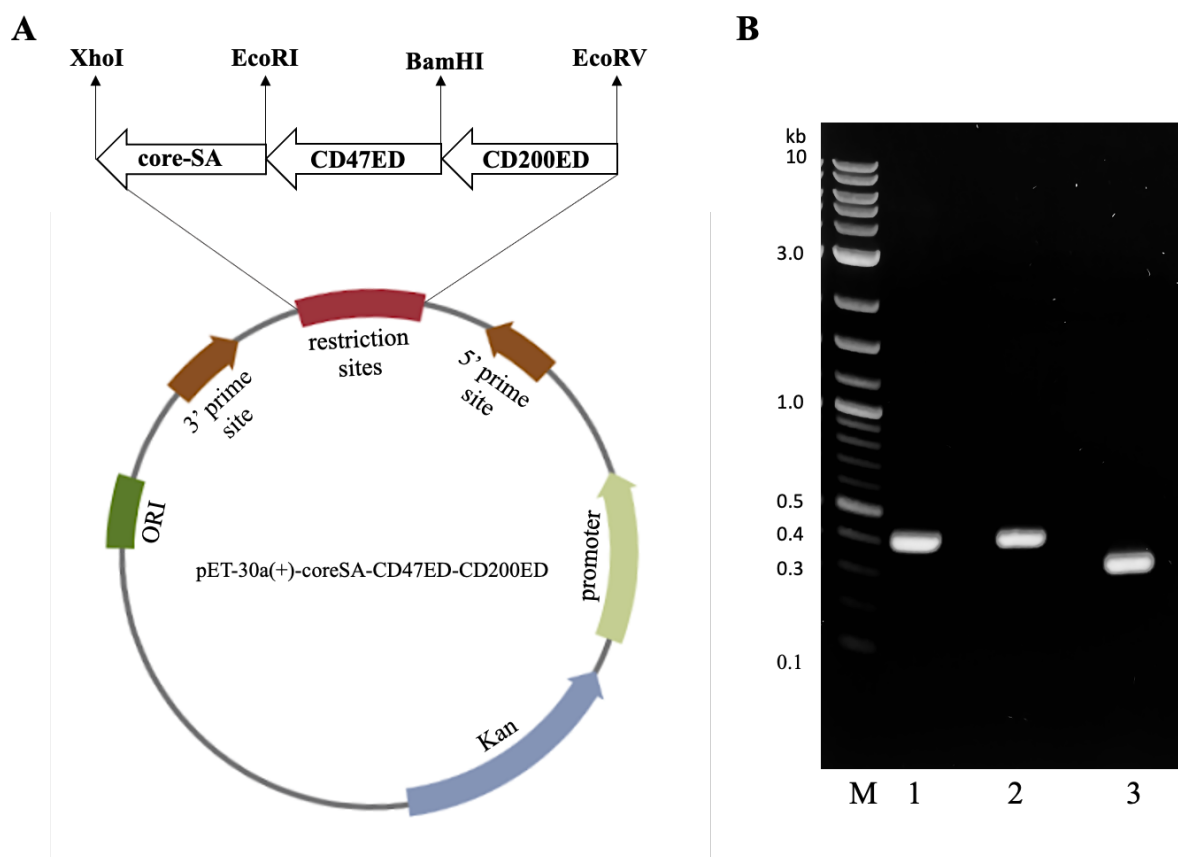 A
XhoI
EcoRI
BamHI
EcoRV
core-SA
CD47ED
CD200ED
restriction
sites
3' prime
site
5' prime
site
ORI
promoter
pET-30a(+)-coreSA-CD47ED-CD200ED
Kan
B
kb
10
3.0
1.0
0.5
0.4
0.3
0.1
M
1
2
3